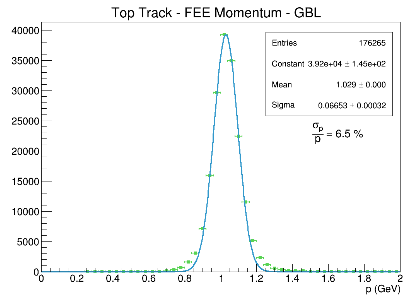 Top Track - FEE Momentum - GBL
40000
35000
30000
25000
20000
15000
10000
5000
0
Entries 176265
Constant 3.92e+04 ± 1.45e+02
Mean 1.029 ± 0.000
Sigma 0.06653 ± 0.00032
σp/p = 6.5 %
0 0.2 0.4 0.6 0.8 1 1.2 1.4 1.6 1.8 2
p (GeV)